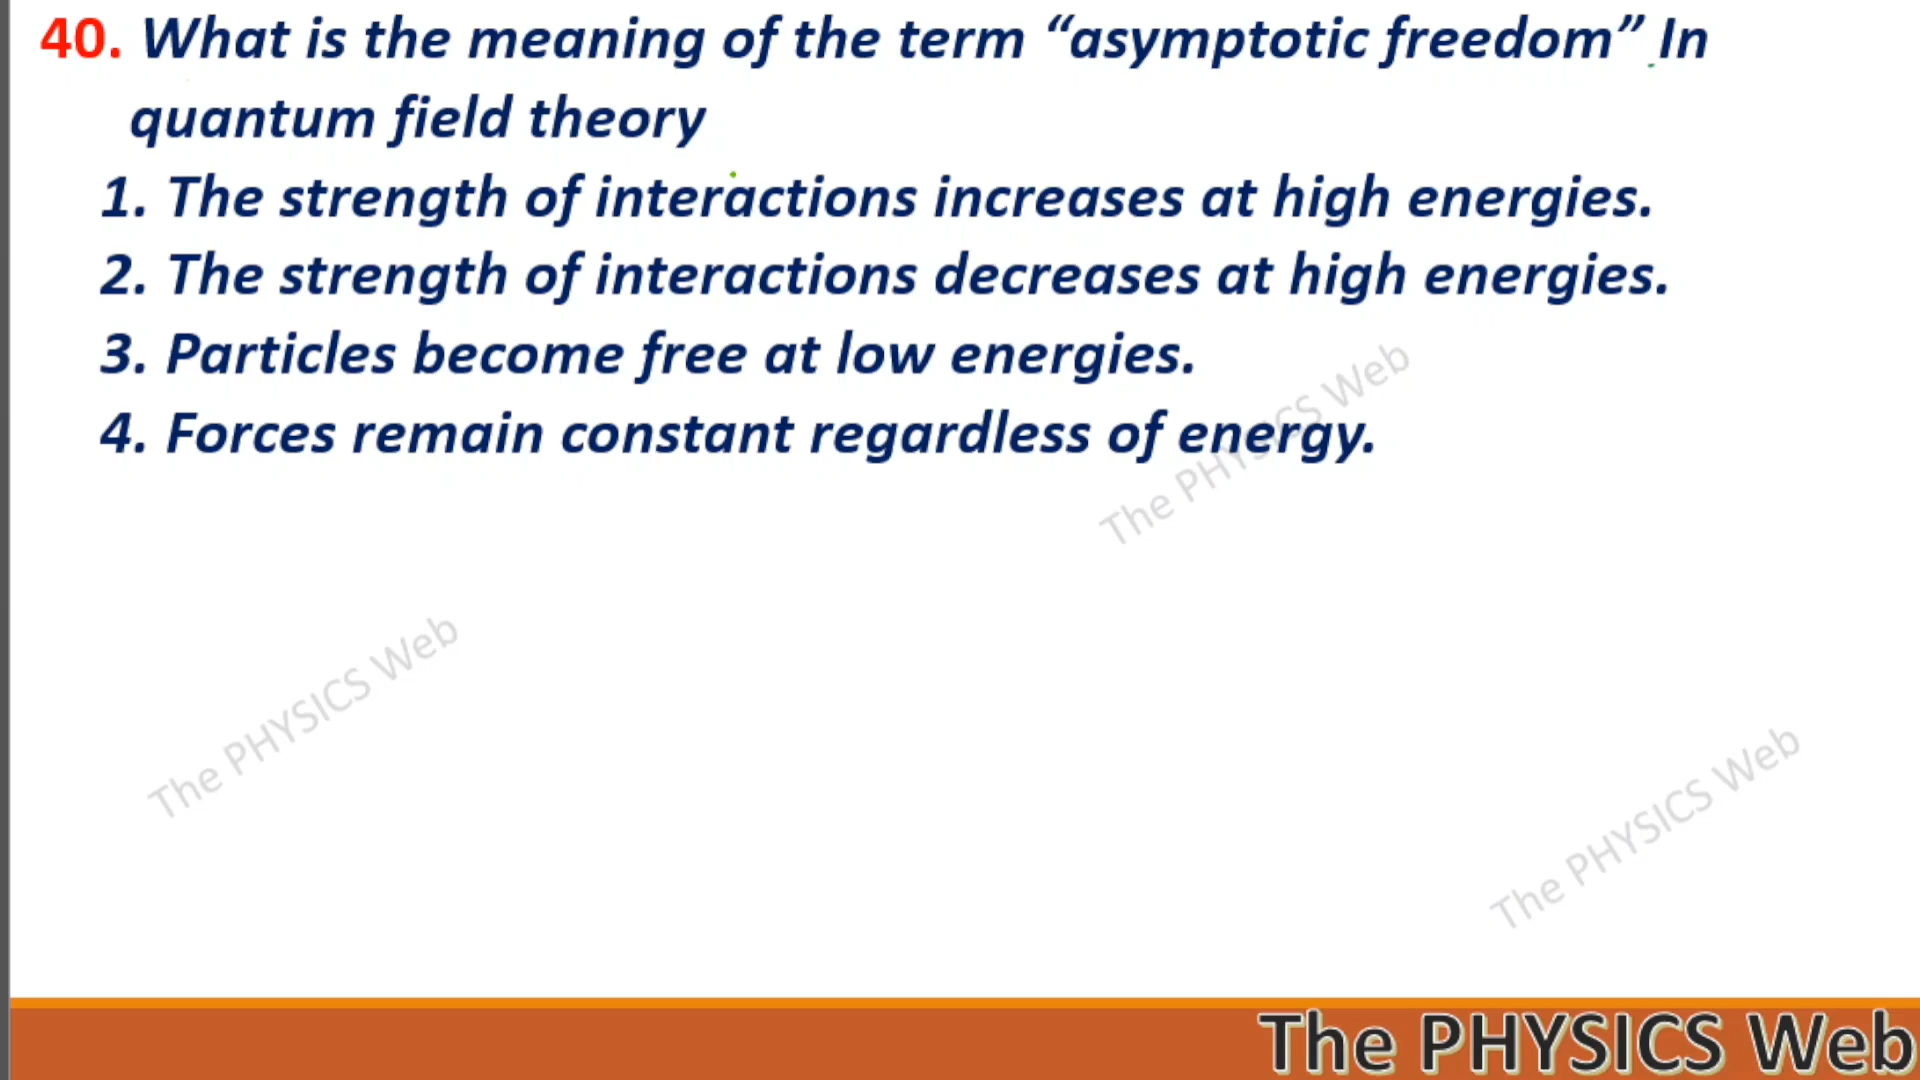 40. What is the meaning of the term “asymptotic freedom” In
quantum field theory
1. The strength of interactions increases at high energies.
2. The strength of interactions decreases at high energies.
3. Particles become free at low energies.
4. Forces remain constant regardless of energy.
The PHYSICS Web
The PHYSICS Web
The PHYSICS Web
The PHYSICS Web